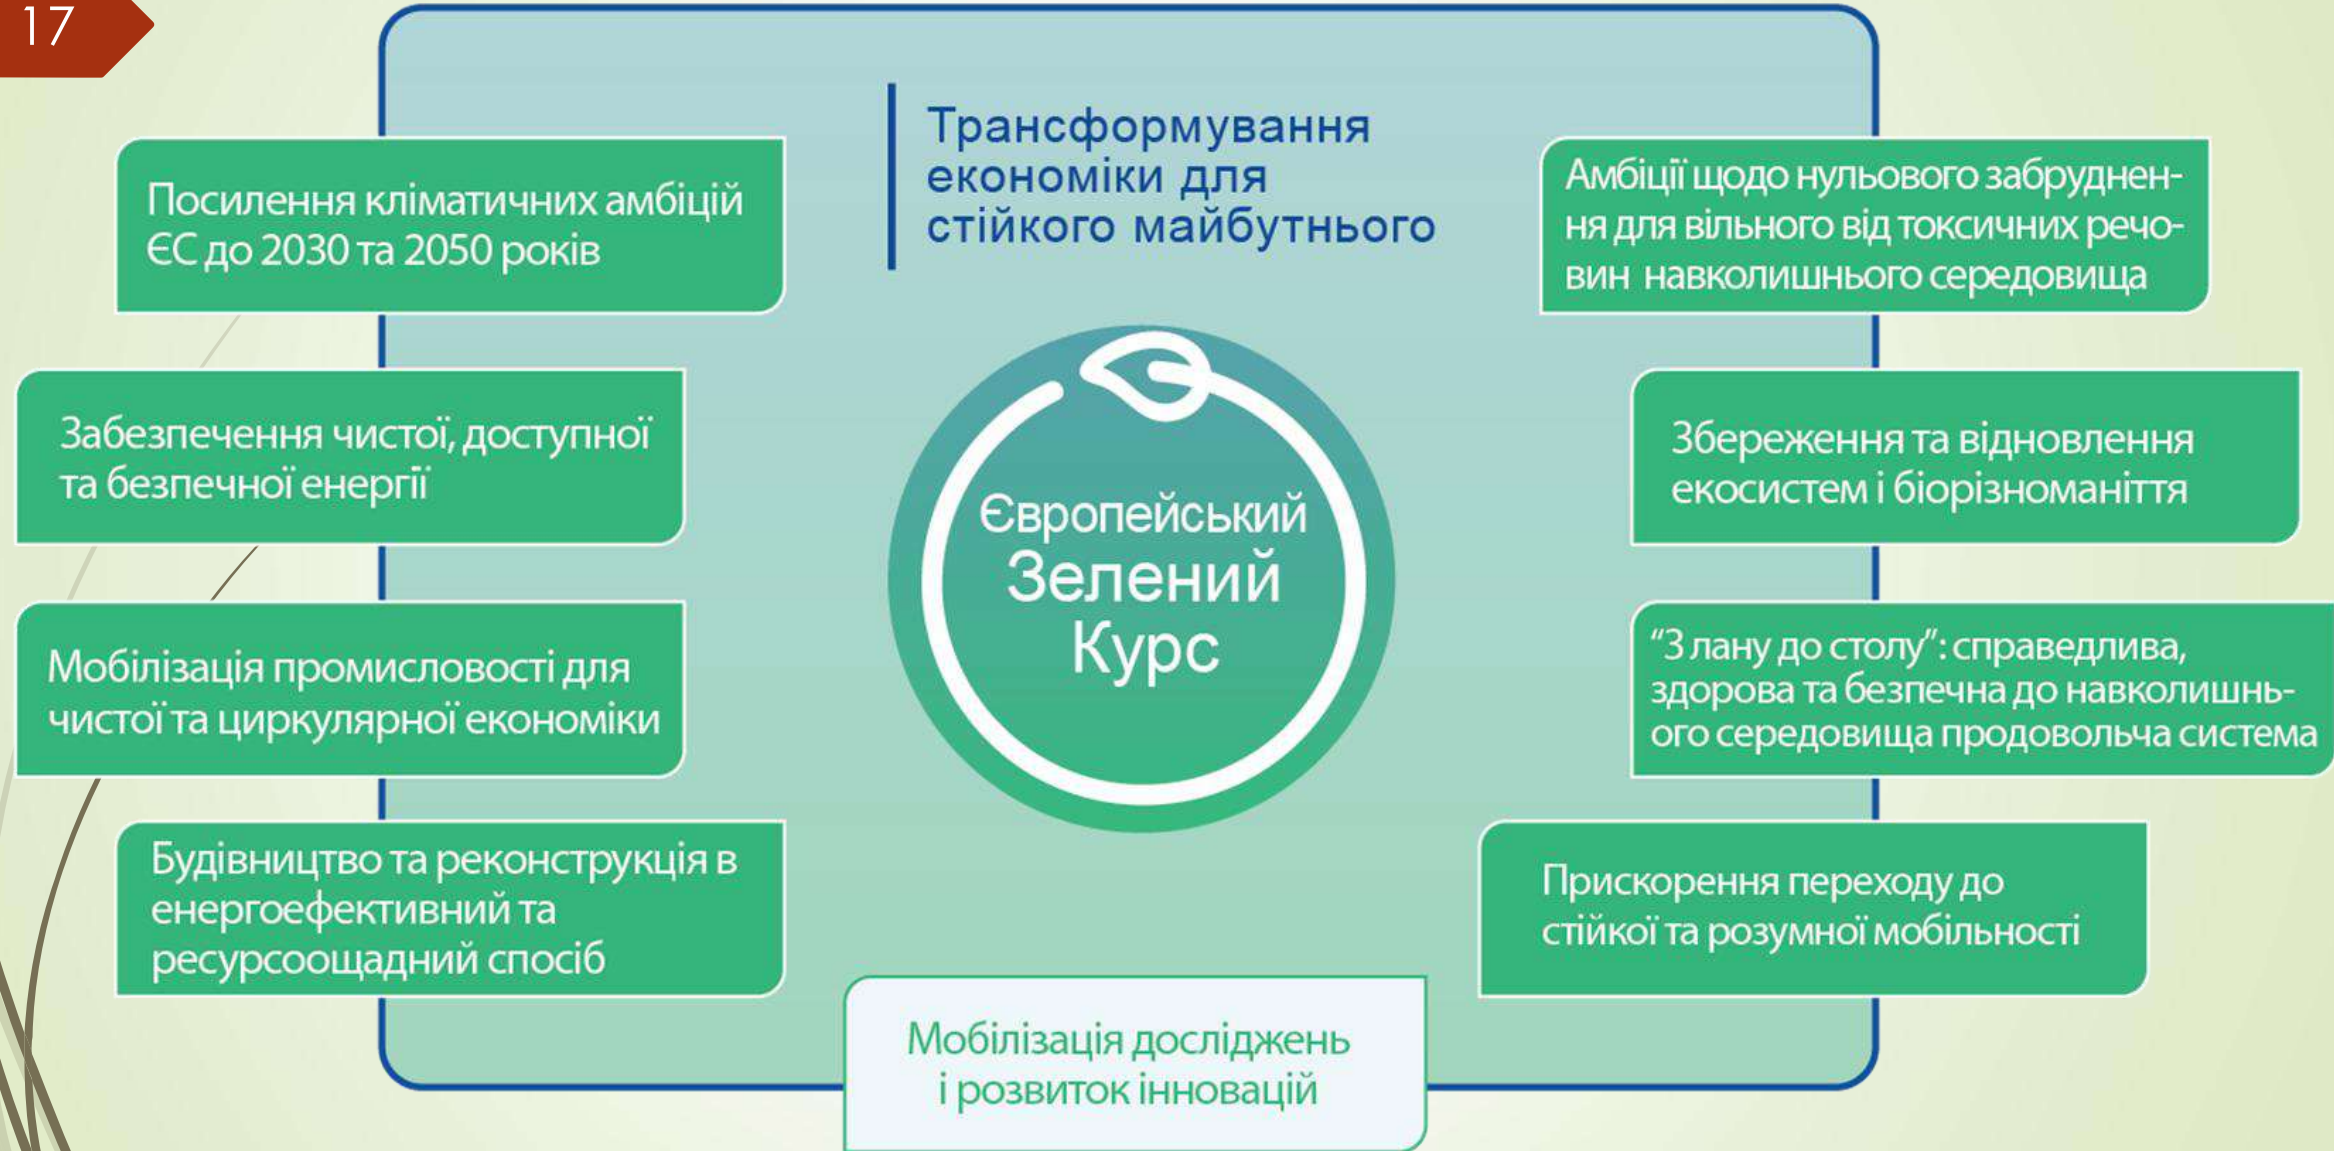 17
Трансформування
економіки для
стійкого майбутнього
Посилення кліматичних амбіцій
ЄС до 2030 та 2050 років
Забезпечення чистої, доступної
та безпечної енергії
Мобілізація промисловості для
чистої та циркулярної економіки
Будівництво та реконструкція в
енергоефективний та
ресурсоощадний спосіб
Європейський
Зелений
Курс
Амбіції щодо нульового забруднен-
ня для вільного від токсичних речо-
вин навколишнього середовища
Збереження та відновлення
екосистем і біорізноманіття
“З лану до столу”: справедлива,
здорова та безпечна до навколишнь-
ого середовища продовольча система
Прискорення переходу до
стійкої та розумної мобільності
Мобілізація досліджень
і розвиток інновацій